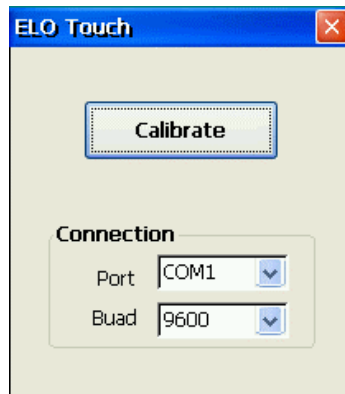 ELO Touch
Calibrate
Connection
Port COM1
Buad 9600